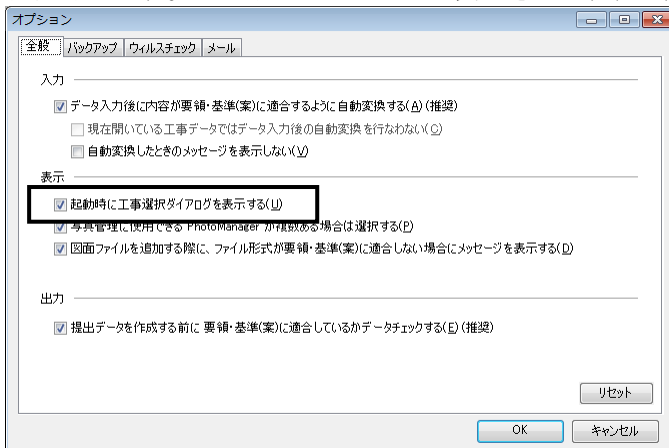 オプション
全般 バックアップ ウィルスチェック メール
入力
データ入力後に内容が要領・基準(案)に適合するように自動変換する(A)(推奨)
現在開いている工事データではデータ入力後の自動変換を行なわない(C)
自動変換したときのメッセージを表示しない(V)
表示
起動時に工事選択ダイアログを表示する(U)
写真管理に使用できる PhotoManager が複数ある場合は選択する(P)
図面ファイルを追加する際に、ファイル形式が要領・基準(案)に適合しない場合にメッセージを表示する(D)
出力
提出データを作成する前に 要領・基準(案)に適合しているかデータチェックする(E)(推奨)
リセット
OK キャンセル